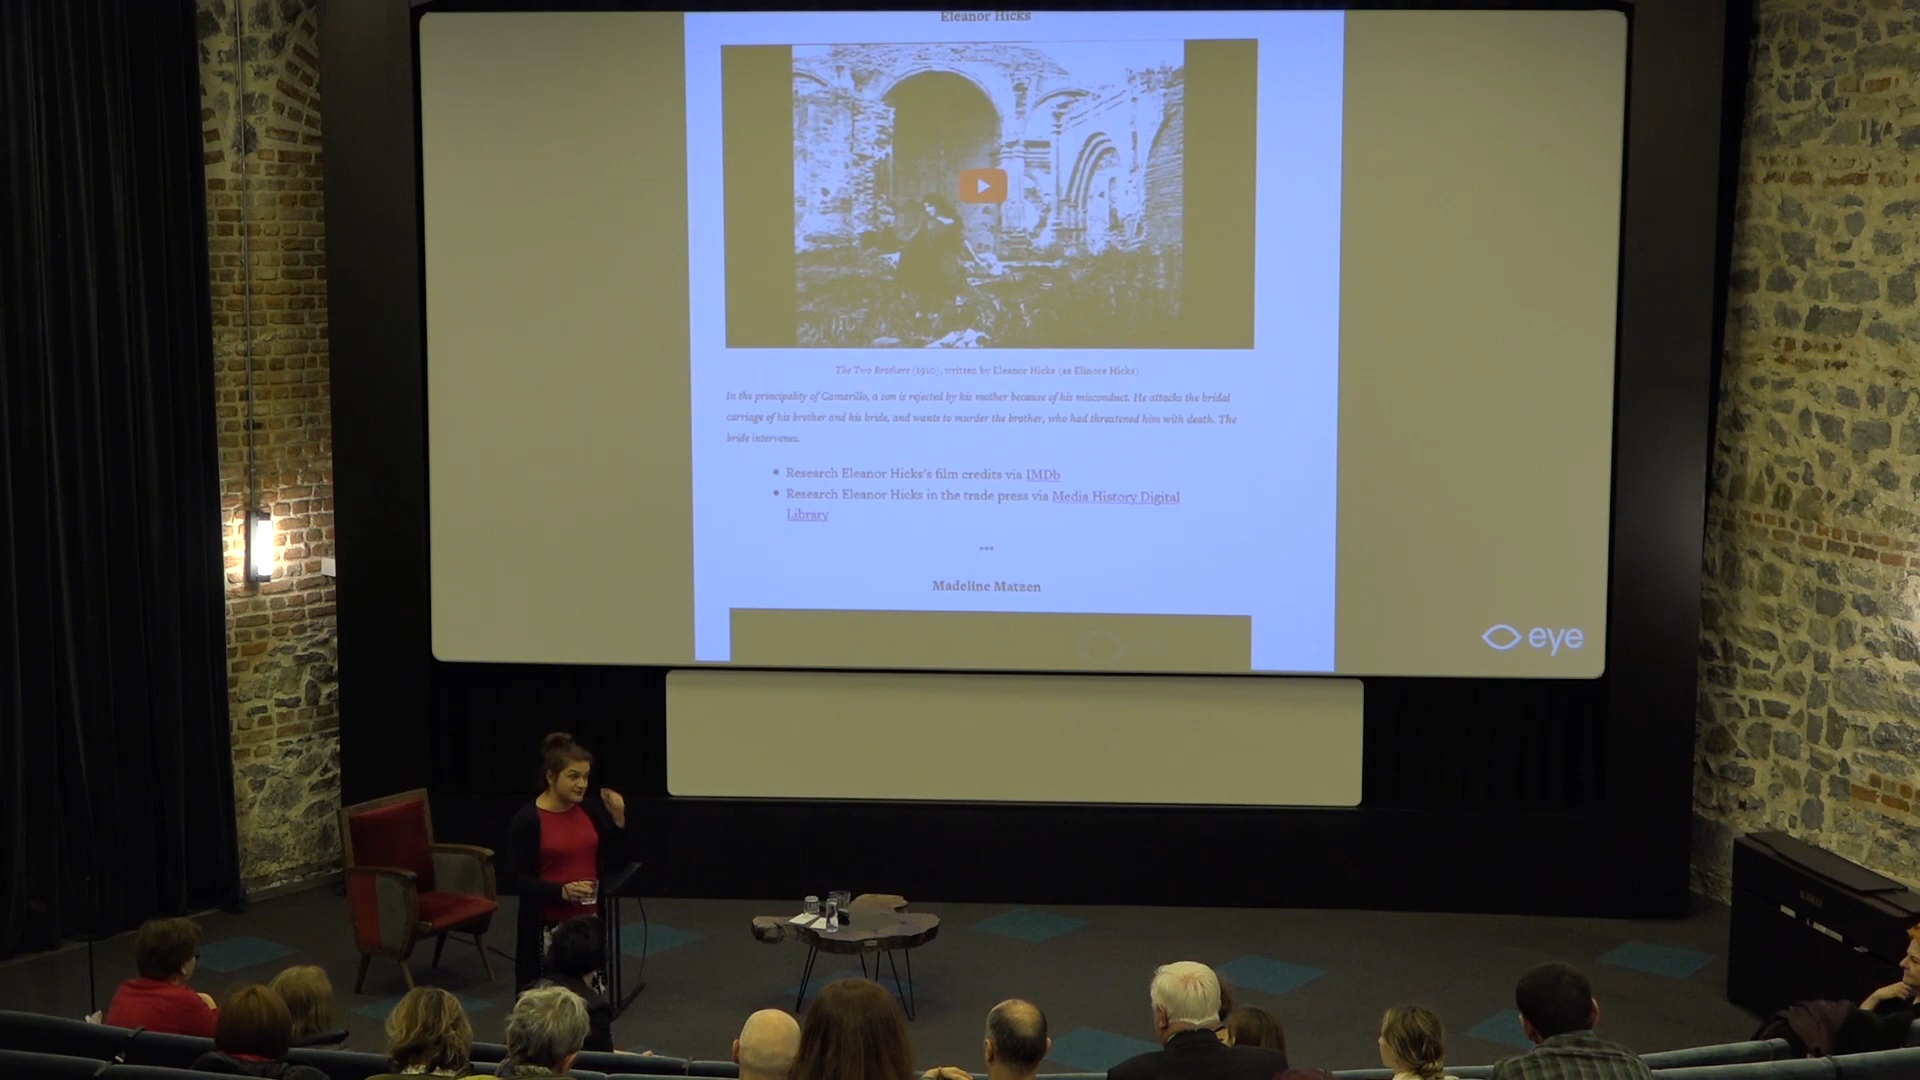 Eleanor Hicks
The Two Brothers (1910), written by Eleanor Hicks (as Elinore Hicks)
In the principality of Camarillo, a son is rejected by his mother because of his misconduct. He attacks the bridal
carriage of his brother and his bride, and wants to murder the brother, who had threatened him with death. The
bride intervenes.
• Research Eleanor Hicks's film credits via IMDb
• Research Eleanor Hicks in the trade press via Media History Digital
Library
***
Madeline Matzen
eye